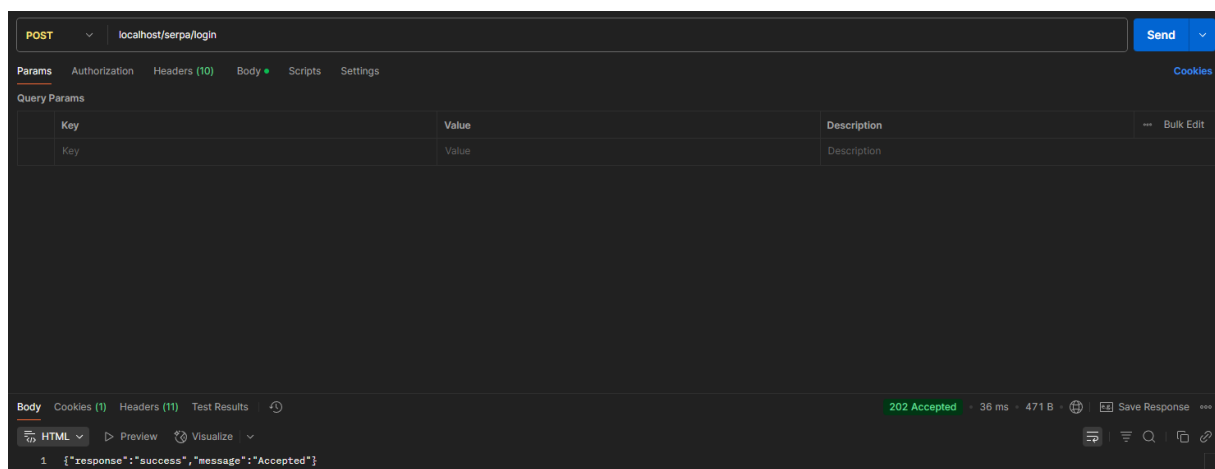 POST localhost/serpa/login Send
Params Authorization Headers (10) Body Scripts Settings Cookies
Query Params
Key Value Description Bulk Edit
Key Value Description
Body Cookies (1) Headers (11) Test Results 202 Accepted 36 ms 471 B e.g. Save Response
HTML Preview Visualize
1 {"response":"success","message":"Accepted"}